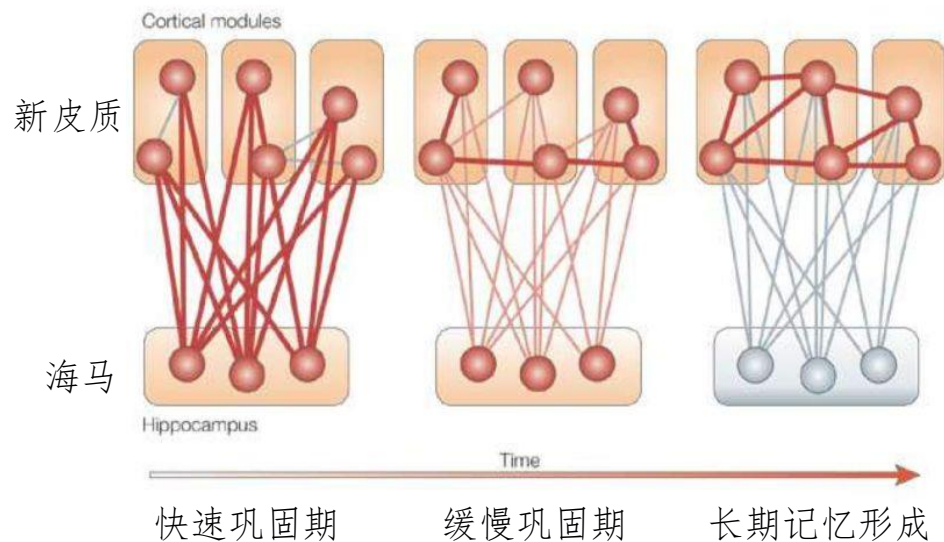 Cortical modules
新皮质
海马
Hippocampus
Time
快速巩固期 缓慢巩固期 长期记忆形成